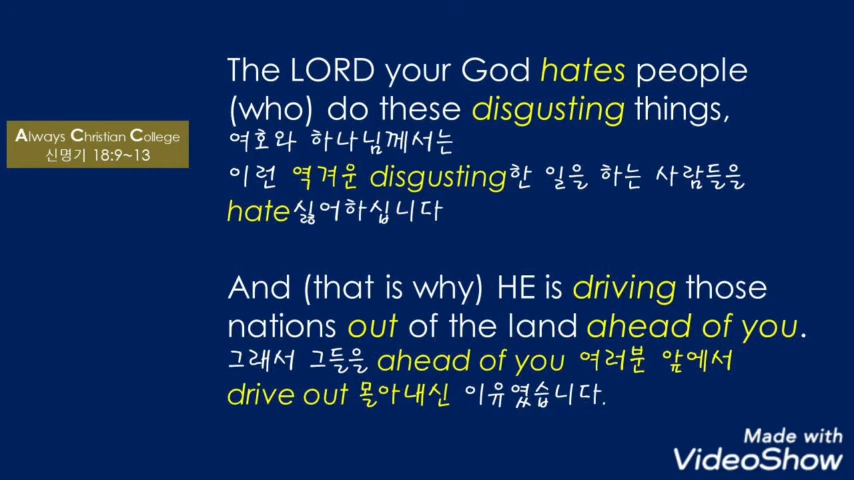 The LORD your God hates people
(who) do these disgusting things,
여호와 하나님께서는
이런 역겨운 disgusting한 일을 하는 사람들을
hate싫어하십니다
Always Christian College
신명기 18:9~13
And (that is why) HE is driving those
nations out of the land ahead of you.
그래서 그들을 ahead of you 여러분 앞에서
drive out 몰아내신 이유였습니다.
Made with
VideoShow